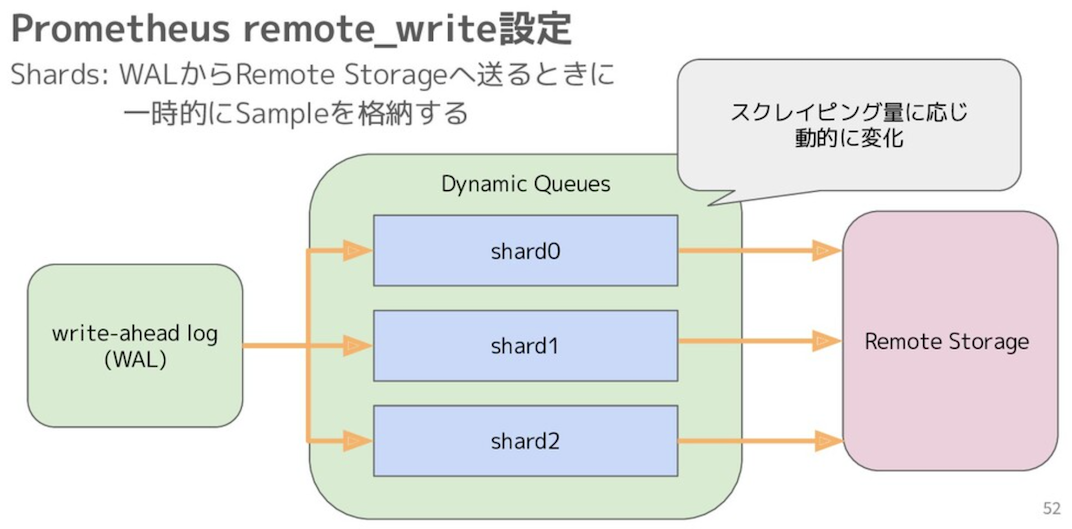 Prometheus remote_write設定
Shards: WALからRemote Storageへ送るときに
一時的にSampleを格納する
スクレイピング量に応じ
動的に変化
Dynamic Queues
shard0
write-ahead log
(WAL)
shard1
Remote Storage
shard2
52